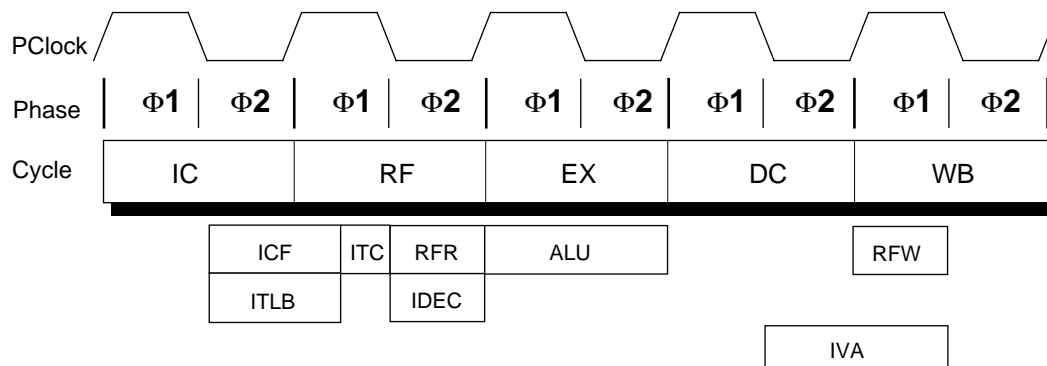 PClock
Phase Φ1 Φ2 Φ1 Φ2 Φ1 Φ2 Φ1 Φ2 Φ1 Φ2
Cycle IC RF EX DC WB
ICF ITC RFR ALU RFW
ITLB IDEC
IVA